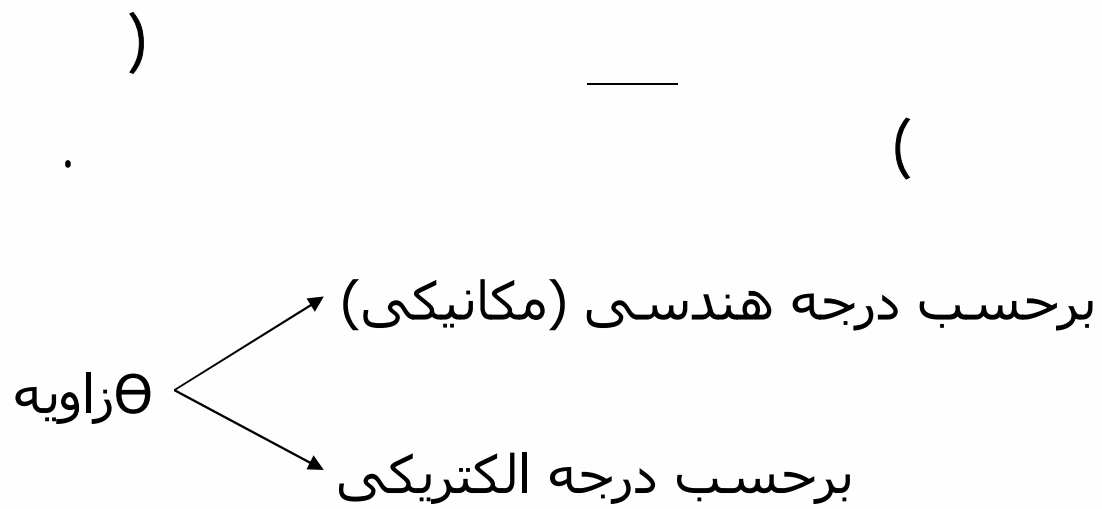 )
(
.
برحسب درجه هندسی (مکانیکی)
زاویهϴ
برحسب درجه الکتریکی